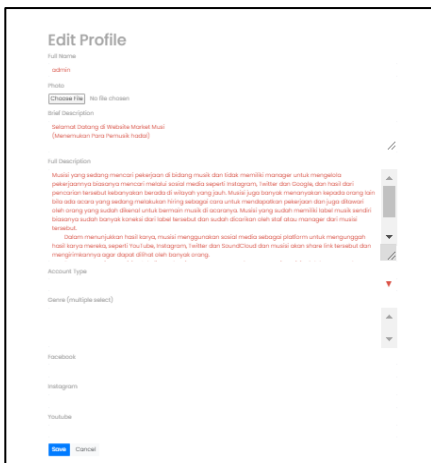 Edit Profile
Full Name
admin
Photo
Choose File No file chosen
Brief Description
Selamat Datang di Website Market Musi
(Menemukan Para Pemusik handal)
Full Description
Musisi yang sedang mencari pekerjaan di bidang musik dan tidak memiliki manager untuk mengelola
pekerjaannya biasanya mencari melalui sosial media seperti Instagram, Twitter dan Google, dan hasil dari
pencarian tersebut kebanyakan berada di wilayah yang jauh. Musisi juga banyak menanyakan kepada orang lain
bila ada acara yang sedang melakukan hiring sebagai cara untuk mendapatkan pekerjaan dan juga ditawari
oleh orang yang sudah dikenal untuk bermain musik di acaranya. Musisi yang sudah memiliki label musik sendiri
biasanya sudah banyak koneksi dari label tersebut dan sudah dicarikan oleh staf atau manager dari musisi
tersebut.
Dalam menunjukkan hasil karya, musisi menggunakan sosial media sebagai platform untuk mengunggah
hasil karya mereka, seperti YouTube, Instagram, Twitter dan SoundCloud dan musisi akan share link tersebut dan
mengirimkannya agar dapat dilihat oleh banyak orang.
Account Type
Genre (multiple select)
Facebook
Instagram
Youtube
Save Cancel